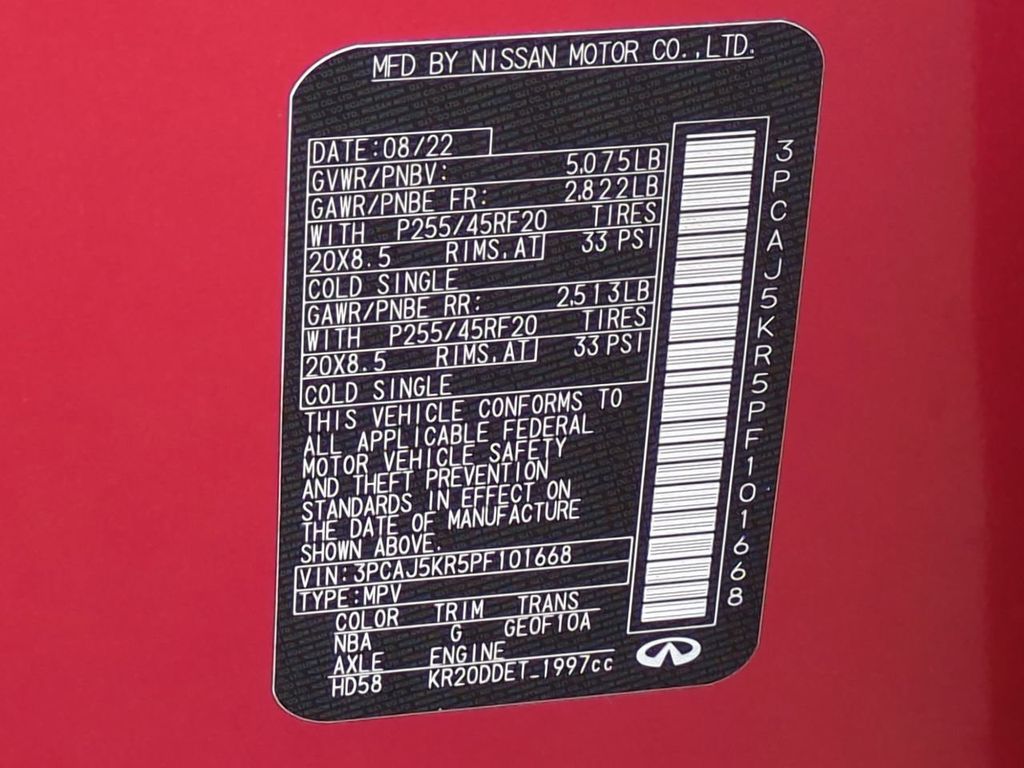 MFD BY NISSAN MOTOR CO.,LTD.
DATE:08/22
GVWR/PNBV: 5,075LB
GAWR/PNBE FR: 2,822LB
WITH P255/45RF20 TIRES
20X8.5 RIMS.AT 33 PSI
COLD SINGLE
GAWR/PNBE RR: 2,513LB
WITH P255/45RF20 TIRES
20X8.5 RIMS.AT 33 PSI
COLD SINGLE
THIS VEHICLE CONFORMS TO
ALL APPLICABLE FEDERAL
MOTOR VEHICLE SAFETY
AND THEFT PREVENTION
STANDARDS IN EFFECT ON
THE DATE OF MANUFACTURE
SHOWN ABOVE.
VIN:3PCAJ5KR5PF101668
TYPE:MPV
COLOR TRIM TRANS
NBA G GEOF10A
AXLE ENGINE
HD58 KR20DDET_1997cc
3PCAJ5KR5PF101668